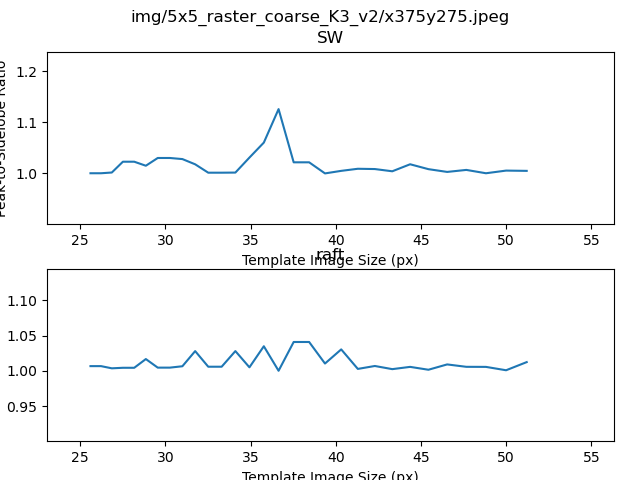 img/5x5_raster_coarse_K3_v2/x375y275.jpeg
SW
Peak-to-Sidelobe Ratio
1.2
1.1
1.0
25 30 35 40 45 50 55
Template Image Size (px)
raft
1.10
1.05
1.00
0.95
25 30 35 40 45 50 55
Template Image Size (px)